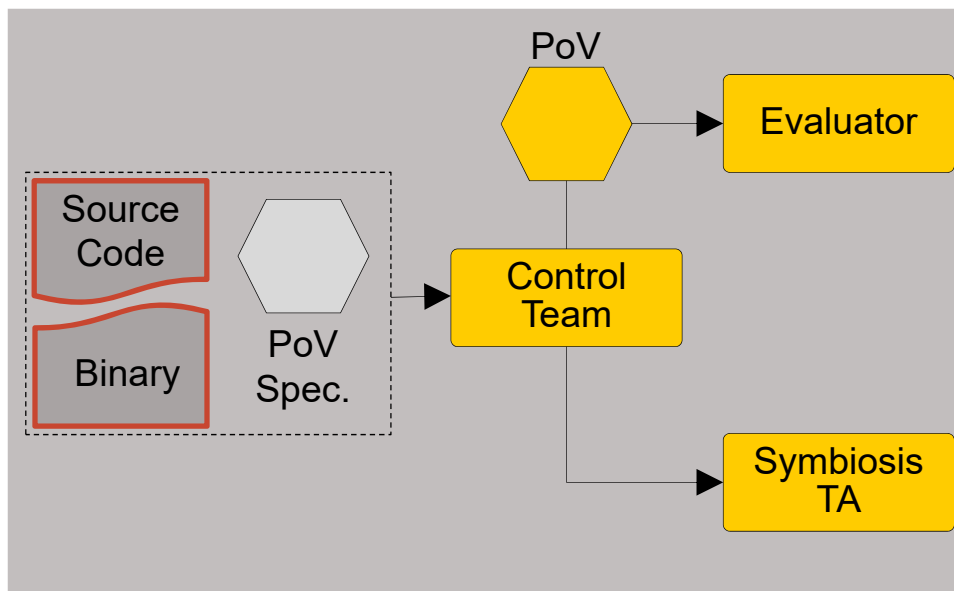 PoV
Evaluator
Source
Code
Binary
PoV
Spec.
Control
Team
Symbiosis
TA